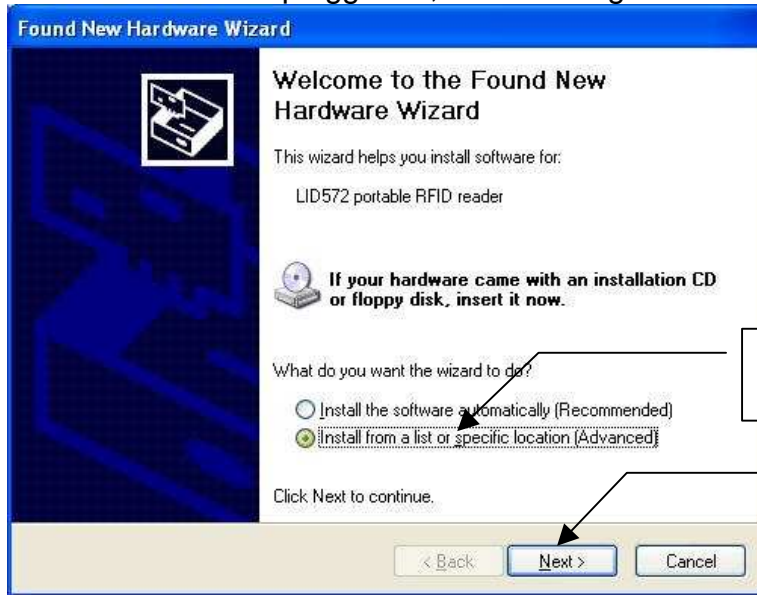 Found New Hardware Wizard
Welcome to the Found New
Hardware Wizard
This wizard helps you install software for:
LID572 portable RFID reader
If your hardware came with an installation CD
or floppy disk, insert it now.
What do you want the wizard to do?
Install the software automatically (Recommended)
Install from a list or specific location (Advanced)
Click Next to continue.
< Back
Next >
Cancel